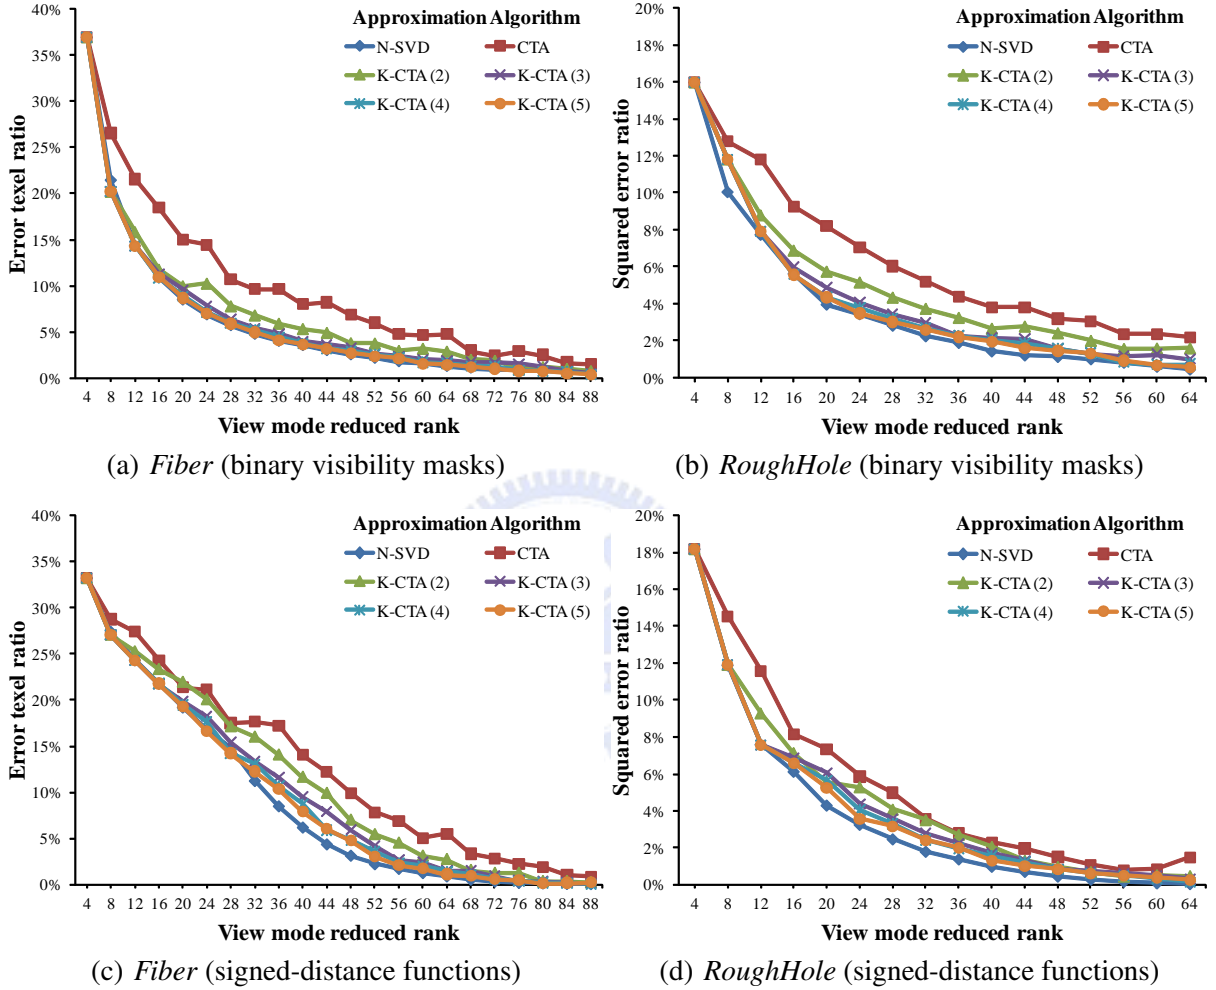 Approximation Algorithm
N-SVD CTA
K-CTA (2) K-CTA (3)
K-CTA (4) K-CTA (5)
Error texel ratio
40%
35%
30%
25%
20%
15%
10%
5%
0%
4 8 12 16 20 24 28 32 36 40 44 48 52 56 60 64 68 72 76 80 84 88
View mode reduced rank
(a) Fiber (binary visibility masks)
Approximation Algorithm
N-SVD CTA
K-CTA (2) K-CTA (3)
K-CTA (4) K-CTA (5)
Squared error ratio
20%
18%
16%
14%
12%
10%
8%
6%
4%
2%
0%
4 8 12 16 20 24 28 32 36 40 44 48 52 56 60 64
View mode reduced rank
(b) RoughHole (binary visibility masks)
Approximation Algorithm
N-SVD CTA
K-CTA (2) K-CTA (3)
K-CTA (4) K-CTA (5)
Error texel ratio
40%
35%
30%
25%
20%
15%
10%
5%
0%
4 8 12 16 20 24 28 32 36 40 44 48 52 56 60 64 68 72 76 80 84 88
View mode reduced rank
(c) Fiber (signed-distance functions)
Approximation Algorithm
N-SVD CTA
K-CTA (2) K-CTA (3)
K-CTA (4) K-CTA (5)
Squared error ratio
20%
18%
16%
14%
12%
10%
8%
6%
4%
2%
0%
4 8 12 16 20 24 28 32 36 40 44 48 52 56 60 64
View mode reduced rank
(d) RoughHole (signed-distance functions)